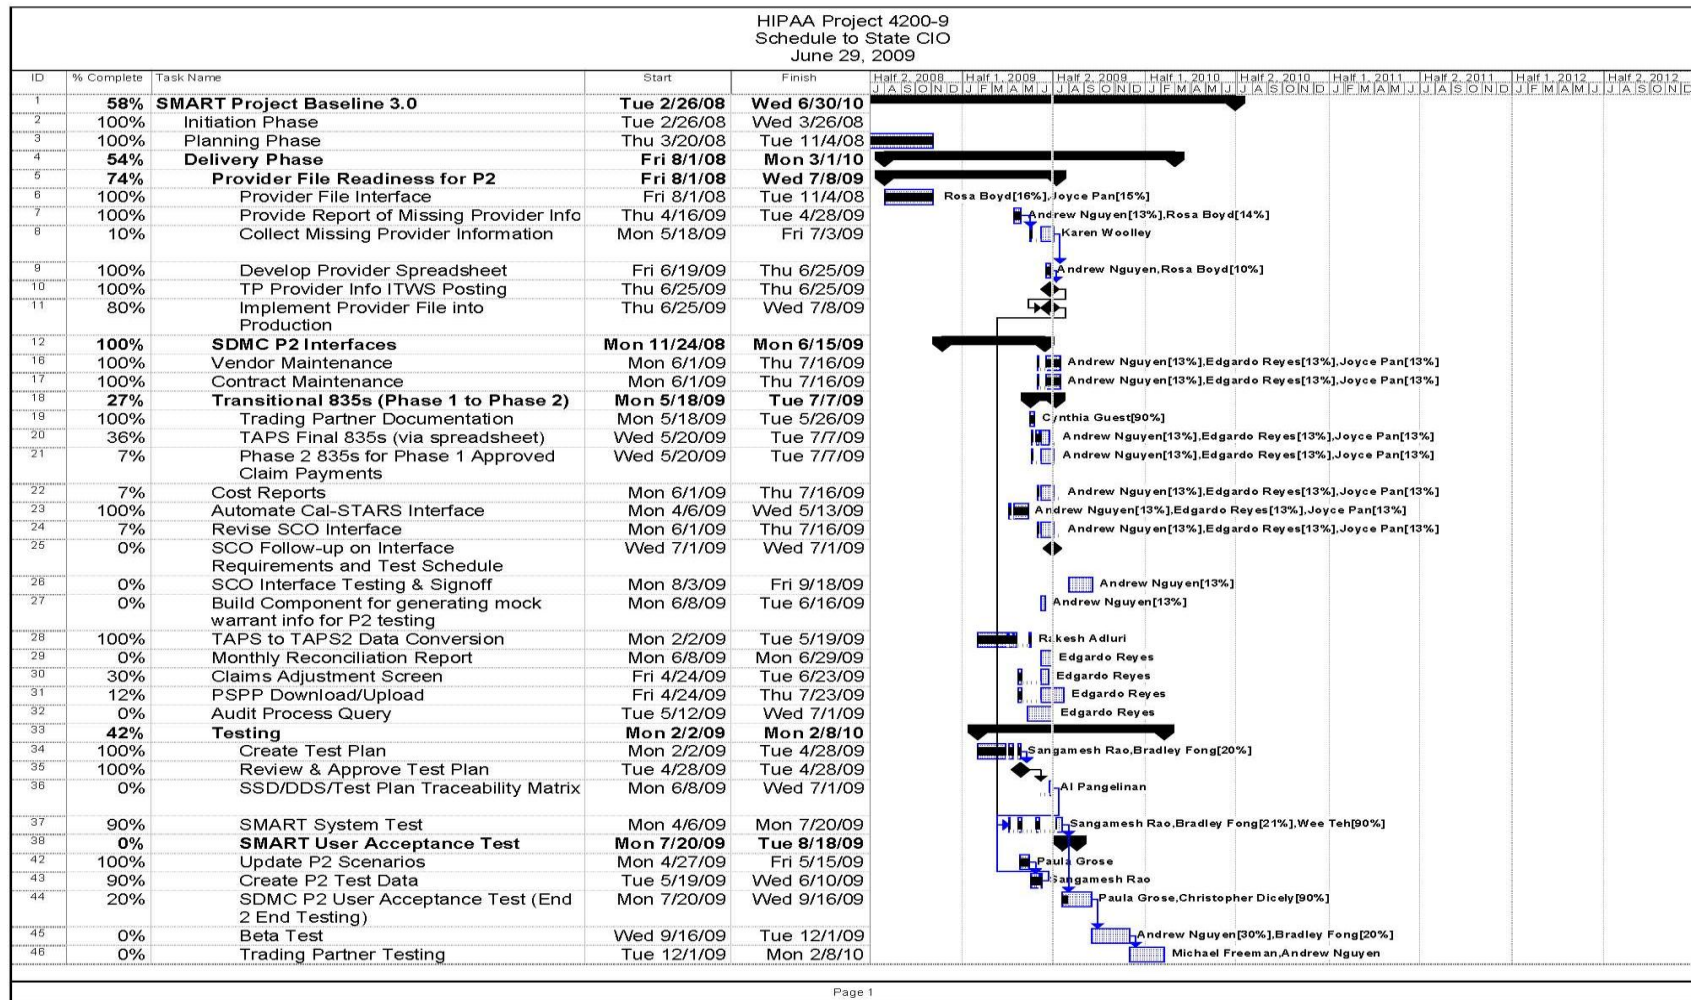 HIPAA Project 4200-9
Schedule to State CIO
June 29, 2009
ID % Complete Task Name Start Finish Half 2, 2008 Half 1, 2009 Half 2, 2009 Half 1, 2010 Half 2, 2010 Half 1, 2011 Half 2, 2011 Half 1, 2012 Half 2, 2012
J A S O N D J F M A M J J A S O N D J F M A M J J A S O N D J F M A M J J A S O N D J F M A M J J A S O N D
1 58% SMART Project Baseline 3.0 Tue 2/26/08 Wed 6/30/10
2 100% Initiation Phase Tue 2/26/08 Wed 3/26/08
3 100% Planning Phase Thu 3/20/08 Tue 11/4/08
4 54% Delivery Phase Fri 8/1/08 Mon 3/1/10
5 74% Provider File Readiness for P2 Fri 8/1/08 Wed 7/8/09
6 100% Provider File Interface Fri 8/1/08 Tue 11/4/08 Rosa Boyd[16%],Joyce Pan[15%]
7 100% Provide Report of Missing Provider Info Thu 4/16/09 Tue 4/28/09 Andrew Nguyen[13%],Rosa Boyd[14%]
8 10% Collect Missing Provider Information Mon 5/18/09 Fri 7/3/09 Karen Woolley
9 100% Develop Provider Spreadsheet Fri 6/19/09 Thu 6/25/09 Andrew Nguyen,Rosa Boyd[10%]
10 100% TP Provider Info ITWS Posting Thu 6/25/09 Thu 6/25/09
11 80% Implement Provider File into Thu 6/25/09 Wed 7/8/09
Production
12 100% SDMC P2 Interfaces Mon 11/24/08 Mon 6/15/09
16 100% Vendor Maintenance Mon 6/1/09 Thu 7/16/09 Andrew Nguyen[13%],Edgardo Reyes[13%],Joyce Pan[13%]
17 100% Contract Maintenance Mon 6/1/09 Thu 7/16/09 Andrew Nguyen[13%],Edgardo Reyes[13%],Joyce Pan[13%]
18 27% Transitional 835s (Phase 1 to Phase 2) Mon 5/18/09 Tue 7/7/09
19 100% Trading Partner Documentation Mon 5/18/09 Tue 5/26/09 Cynthia Guest[90%]
20 36% TAPS Final 835s (via spreadsheet) Wed 5/20/09 Tue 7/7/09 Andrew Nguyen[13%],Edgardo Reyes[13%],Joyce Pan[13%]
21 7% Phase 2 835s for Phase 1 Approved Wed 5/20/09 Tue 7/7/09 Andrew Nguyen[13%],Edgardo Reyes[13%],Joyce Pan[13%]
Claim Payments
22 7% Cost Reports Mon 6/1/09 Thu 7/16/09 Andrew Nguyen[13%],Edgardo Reyes[13%],Joyce Pan[13%]
23 100% Automate Cal-STARS Interface Mon 4/6/09 Wed 5/13/09 Andrew Nguyen[13%],Edgardo Reyes[13%],Joyce Pan[13%]
24 7% Revise SCO Interface Mon 6/1/09 Thu 7/16/09 Andrew Nguyen[13%],Edgardo Reyes[13%],Joyce Pan[13%]
25 0% SCO Follow-up on Interface Wed 7/1/09 Wed 7/1/09
Requirements and Test Schedule
26 0% SCO Interface Testing & Signoff Mon 8/3/09 Fri 9/18/09 Andrew Nguyen[13%]
27 0% Build Component for generating mock Mon 6/8/09 Tue 6/16/09 Andrew Nguyen[13%]
warrant info for P2 testing
28 100% TAPS to TAPS2 Data Conversion Mon 2/2/09 Tue 5/19/09 Rakesh Adluri
29 0% Monthly Reconciliation Report Mon 6/8/09 Mon 6/29/09 Edgardo Reyes
30 30% Claims Adjustment Screen Fri 4/24/09 Tue 6/23/09 Edgardo Reyes
31 12% PSPP Download/Upload Fri 4/24/09 Thu 7/23/09 Edgardo Reyes
32 0% Audit Process Query Tue 5/12/09 Wed 7/1/09 Edgardo Reyes
33 42% Testing Mon 2/2/09 Mon 2/8/10
34 100% Create Test Plan Mon 2/2/09 Tue 4/28/09 Sangamesh Rao,Bradley Fong[20%]
35 100% Review & Approve Test Plan Tue 4/28/09 Tue 4/28/09
36 0% SSD/DDS/Test Plan Traceability Matrix Mon 6/8/09 Wed 7/1/09 Al Pangelinan
37 90% SMART System Test Mon 4/6/09 Mon 7/20/09 Sangamesh Rao,Bradley Fong[21%],Wee Teh[90%]
38 0% SMART User Acceptance Test Mon 7/20/09 Tue 8/18/09
42 100% Update P2 Scenarios Mon 4/27/09 Fri 5/15/09 Paula Grose
43 90% Create P2 Test Data Tue 5/19/09 Wed 6/10/09 Sangamesh Rao
44 20% SDMC P2 User Acceptance Test (End Mon 7/20/09 Wed 9/16/09 Paula Grose,Christopher Dicely[90%]
2 End Testing)
45 0% Beta Test Wed 9/16/09 Tue 12/1/09 Andrew Nguyen[30%],Bradley Fong[20%]
46 0% Trading Partner Testing Tue 12/1/09 Mon 2/8/10 Michael Freeman,Andrew Nguyen
Page 1